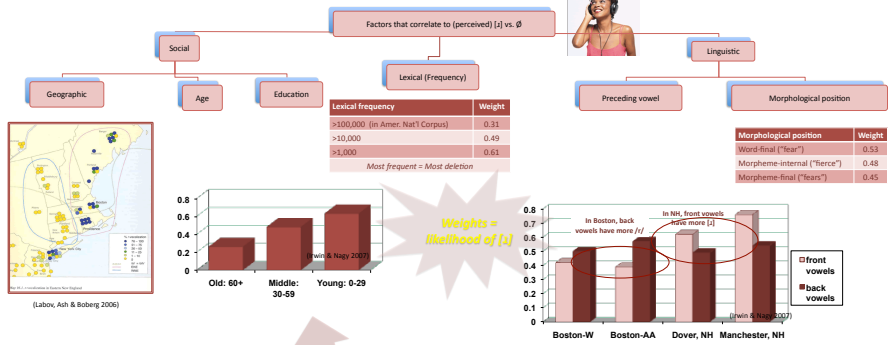 Factors that correlate to (perceived) [ɹ] vs. Ø
Social
Linguistic
Lexical (Frequency)
Geographic
Age
Education
Preceding vowel
Morphological position
Lexical frequency Weight
>100,000 (in Amer. Nat'l Corpus) 0.31
>10,000 0.49
>1,000 0.61
Most frequent = Most deletion
Morphological position Weight
Word-final ("fear") 0.53
Morpheme-internal ("fierce") 0.48
Morpheme-final ("fears") 0.45
(Labov, Ash & Boberg 2006)
0.8
0.6
0.4
0.2
0
(Irwin & Nagy 2007)
Old: 60+
Middle: 30-59
Young: 0-29
Weights =
likelihood of [ɹ]
0.8
0.7
0.6
0.5
0.4
0.3
0.2
0.1
0
In Boston, back
vowels have more /r/
In NH, front vowels
have more [ɹ]
front
vowels
back
vowels
(Irwin & Nagy 2007)
Boston-W
Boston-AA
Dover, NH
Manchester, NH